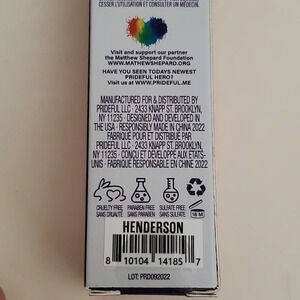 CESSER L'UTILISATION ET CONSULTER UN MÉDECIN.
Visit and support our partner
the Matthew Shepard Foundation
WWW.MATHEWSHEPARD.ORG
HAVE YOU SEEN TODAYS NEWEST
PRIDEFUL HERO?
WWW.PRIDEFUL.ME
MANUFACTURED FOR & DISTRIBUTED BY
PRIDEFUL LLC · 2433 KNAPP ST, BROOKLYN,
NY 11235 · DESIGNED AND DEVELOPED IN
THE USA · RESPONSIBLY MADE IN CHINA 2022
FABRIQUÉ POUR ET DISTRIBUÉ PAR
PRIDEFUL LLC · 2433 KNAPP ST, BROOKLYN,
NY 11235 · CONÇU ET DÉVELOPPÉ AUX ÉTATS-
UNIS · FABRIQUÉ RESPONSABLE EN CHINE 2022
CRUELTY FREE PARABEN FREE SULFATE FREE
SANS CRUAUTÉ SANS PARABEN SANS SULFATE 18 M
HENDERSON
8 10104 14185 7
LOT: PRD092022